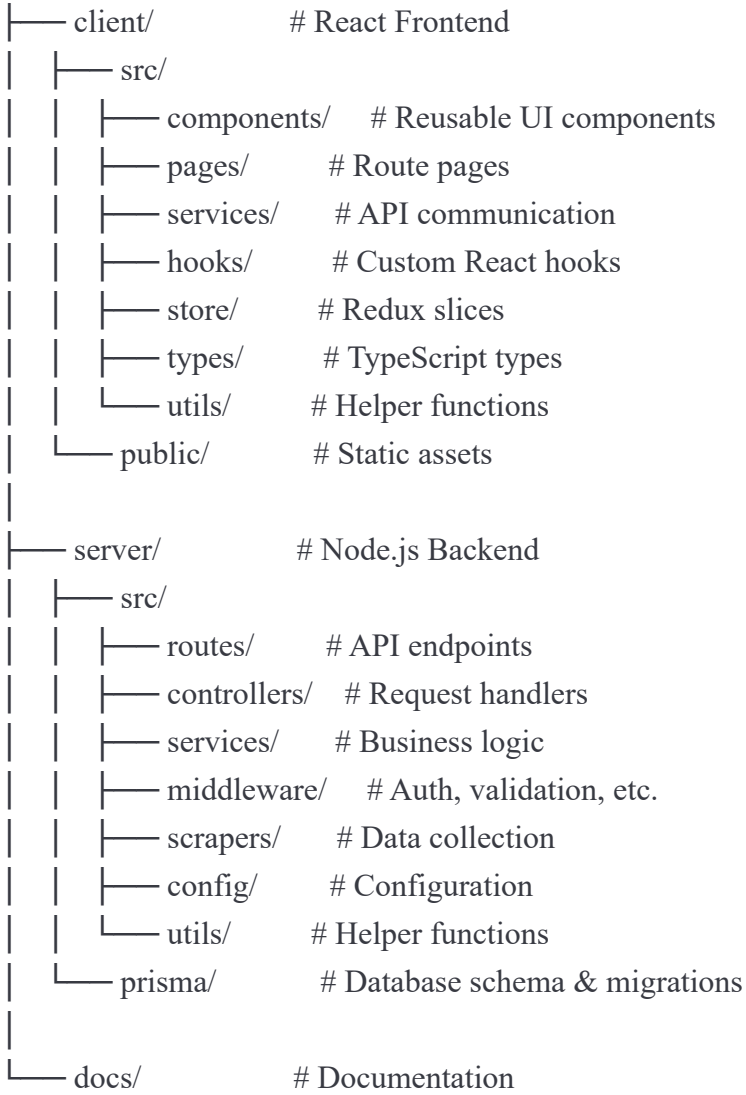 ├── client/ # React Frontend
│ ├── src/
│ │ ├── components/ # Reusable UI components
│ │ ├── pages/ # Route pages
│ │ ├── services/ # API communication
│ │ ├── hooks/ # Custom React hooks
│ │ ├── store/ # Redux slices
│ │ ├── types/ # TypeScript types
│ │ └── utils/ # Helper functions
│ └── public/ # Static assets
│
├── server/ # Node.js Backend
│ ├── src/
│ │ ├── routes/ # API endpoints
│ │ ├── controllers/ # Request handlers
│ │ ├── services/ # Business logic
│ │ ├── middleware/ # Auth, validation, etc.
│ │ ├── scrapers/ # Data collection
│ │ ├── config/ # Configuration
│ │ └── utils/ # Helper functions
│ └── prisma/ # Database schema & migrations
│
└── docs/ # Documentation